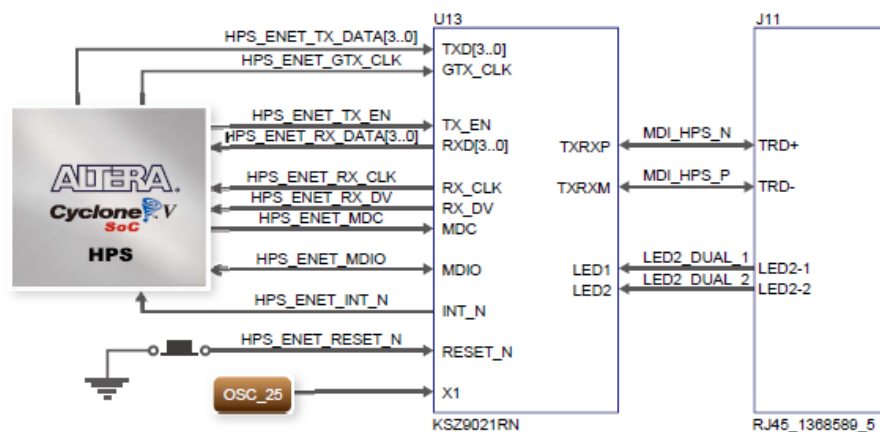 U13
J11
HPS_ENET_TX_DATA[3..0]
TXD[3..0]
HPS_ENET_GTX_CLK
GTX_CLK
HPS_ENET_TX_EN
TX_EN
HPS_ENET_RX_DATA[3..0]
RXD[3..0]
TXRXP
MDI_HPS_N
TRD+
ALTERA.
Cyclone V
SoC
HPS
HPS_ENET_RX_CLK
RX_CLK
TXRXM
MDI_HPS_P
TRD-
HPS_ENET_RX_DV
RX_DV
HPS_ENET_MDC
MDC
HPS_ENET_MDIO
MDIO
LED1
LED2_DUAL_1
LED2-1
LED2
LED2_DUAL_2
LED2-2
HPS_ENET_INT_N
INT_N
HPS_ENET_RESET_N
RESET_N
OSC_25
X1
KSZ9021RN
RJ45_1368589_5